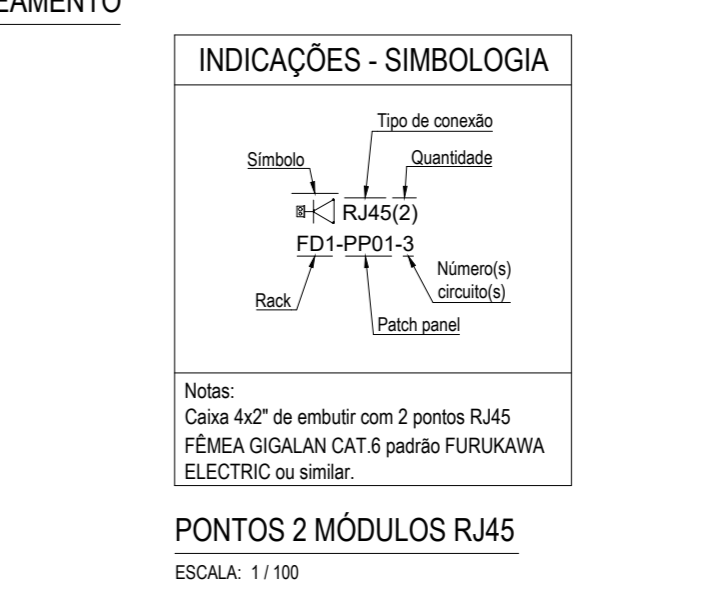 INDICAÇÕES - SIMBOLOGIA
Tipo de conexão
Símbolo
Quantidade
RJ45(2)
FD1-PP01-3
Número(s)
circuito(s)
Rack
Patch panel
Notas:
Caixa 4x2" de embutir com 2 pontos RJ45
FÊMEA GIGALAN CAT.6 padrão FURUKAWA
ELECTRIC ou similar.
PONTOS 2 MÓDULOS RJ45
ESCALA: 1 / 100